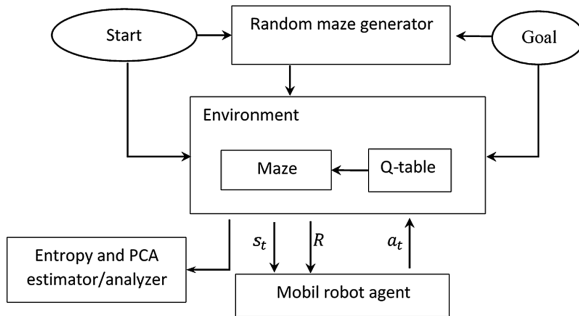 Start
Random maze generator
Goal
Environment
Maze
Q-table
s_t
R
a_t
Entropy and PCA
estimator/analyzer
Mobil robot agent